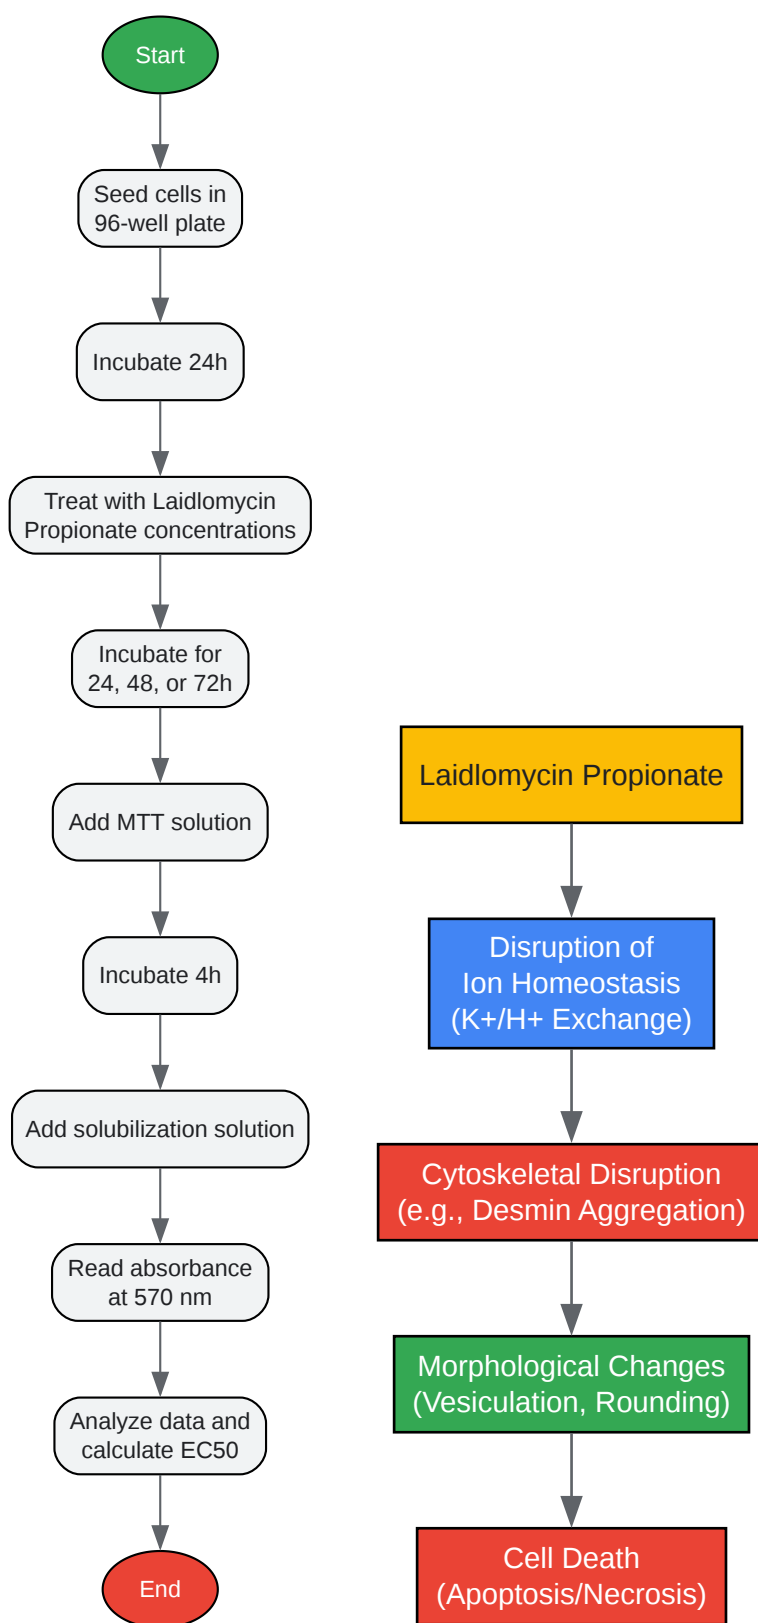 Start
Seed cells in
96-well plate
Incubate 24h
Treat with Laidlomycin
Propionate concentrations
Incubate for
24, 48, or 72h
Add MTT solution
Incubate 4h
Add solubilization solution
Read absorbance
at 570 nm
Analyze data and
calculate EC50
End
Laidlomycin Propionate
Disruption of
Ion Homeostasis
(K+/H+ Exchange)
Cytoskeletal Disruption
(e.g., Desmin Aggregation)
Morphological Changes
(Vesiculation, Rounding)
Cell Death
(Apoptosis/Necrosis)